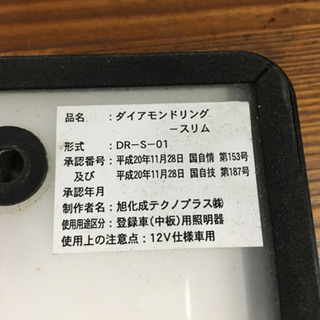 品名：ダイアモンドリング
－スリム
形式：DR－S－01
承認番号：平成20年11月28日 国自情 第153号
及び 平成20年11月28日 国自技 第187号
承認年月
制作者名：旭化成テクノプラス㈱
使用用途区分：登録車(中板)用照明器
使用上の注意点：12V仕様車用